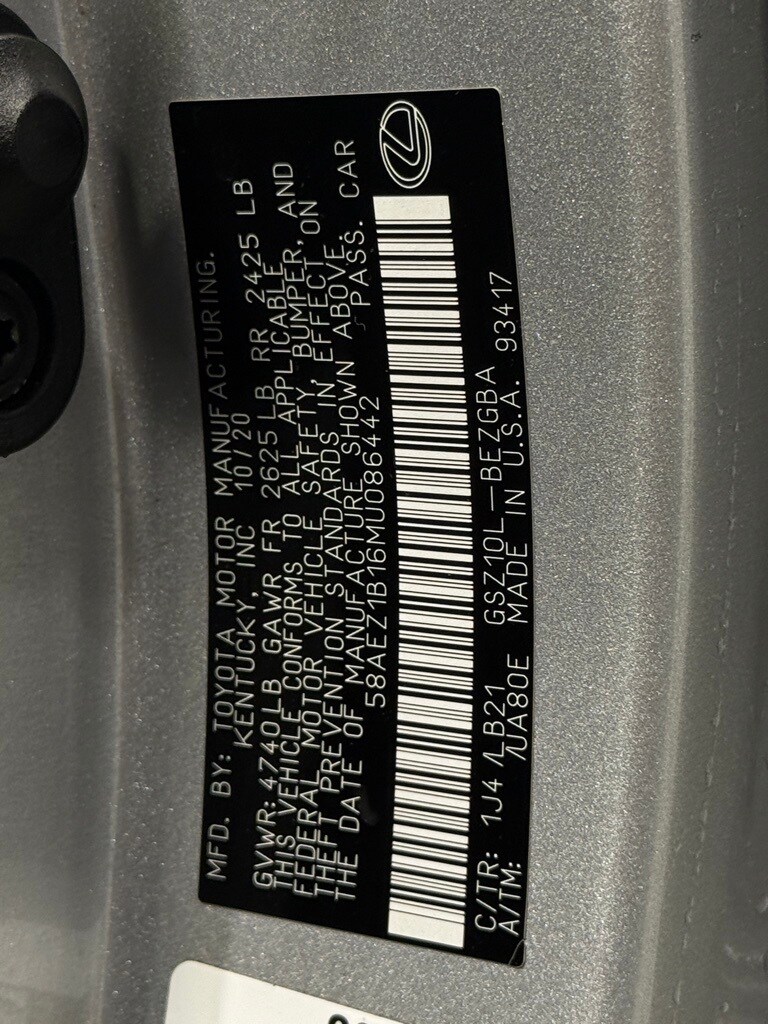 MFD. BY: TOYOTA MOTOR MANUFACTURING.
KENTUCKY, INC 10/20
GVWR: 4740LB GAWR FR 2625 LB RR 2425 LB
THIS VEHICLE CONFORMS TO ALL APPLICABLE
FEDERAL MOTOR VEHICLE SAFETY, BUMPER, AND
THEFT PREVENTION STANDARDS IN EFFECT ON
THE DATE OF MANUFACTURE SHOWN ABOVE.
58AEZ1B16MU086442 PASS. CAR
C/TR: 1J4 /LB21 GSZ10L-BEZGBA
A/TM: /UA80E MADE IN U.S.A. 93417